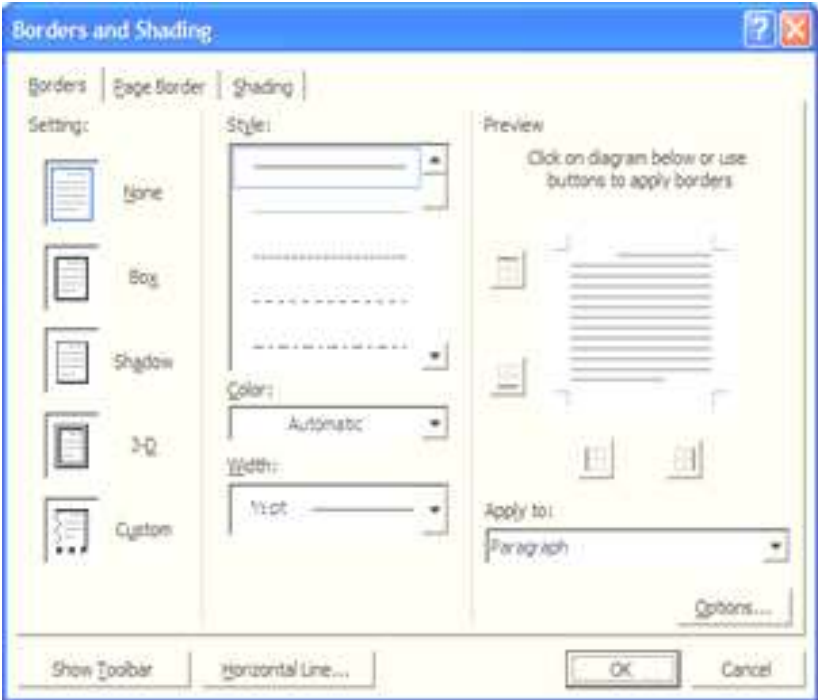 Borders and Shading
Borders
Page Border
Shading
Setting:
None
Box
Shadow
3-D
Custom
Style:
Color:
Automatic
Width:
½ pt
Preview
Click on diagram below or use
buttons to apply borders
Apply to:
Paragraph
Options...
Show Toolbar
Horizontal Line...
OK
Cancel